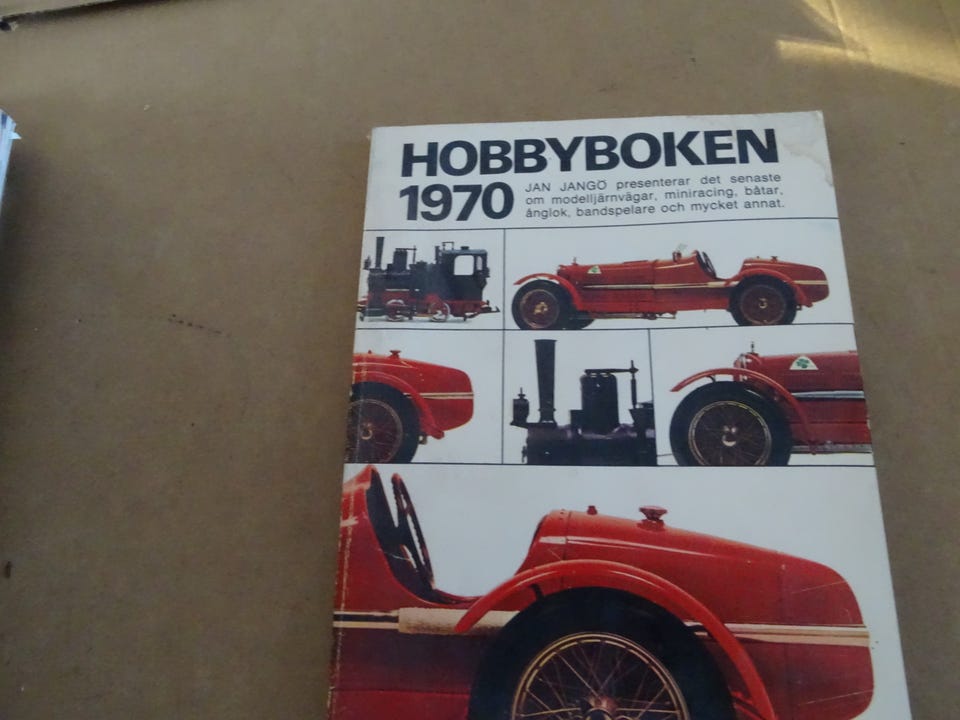 HOBBYBOKEN
1970
JAN JANGÖ presenterar det senaste
om modelljärnvägar, miniracing, båtar,
ånglok, bandspelare och mycket annat.